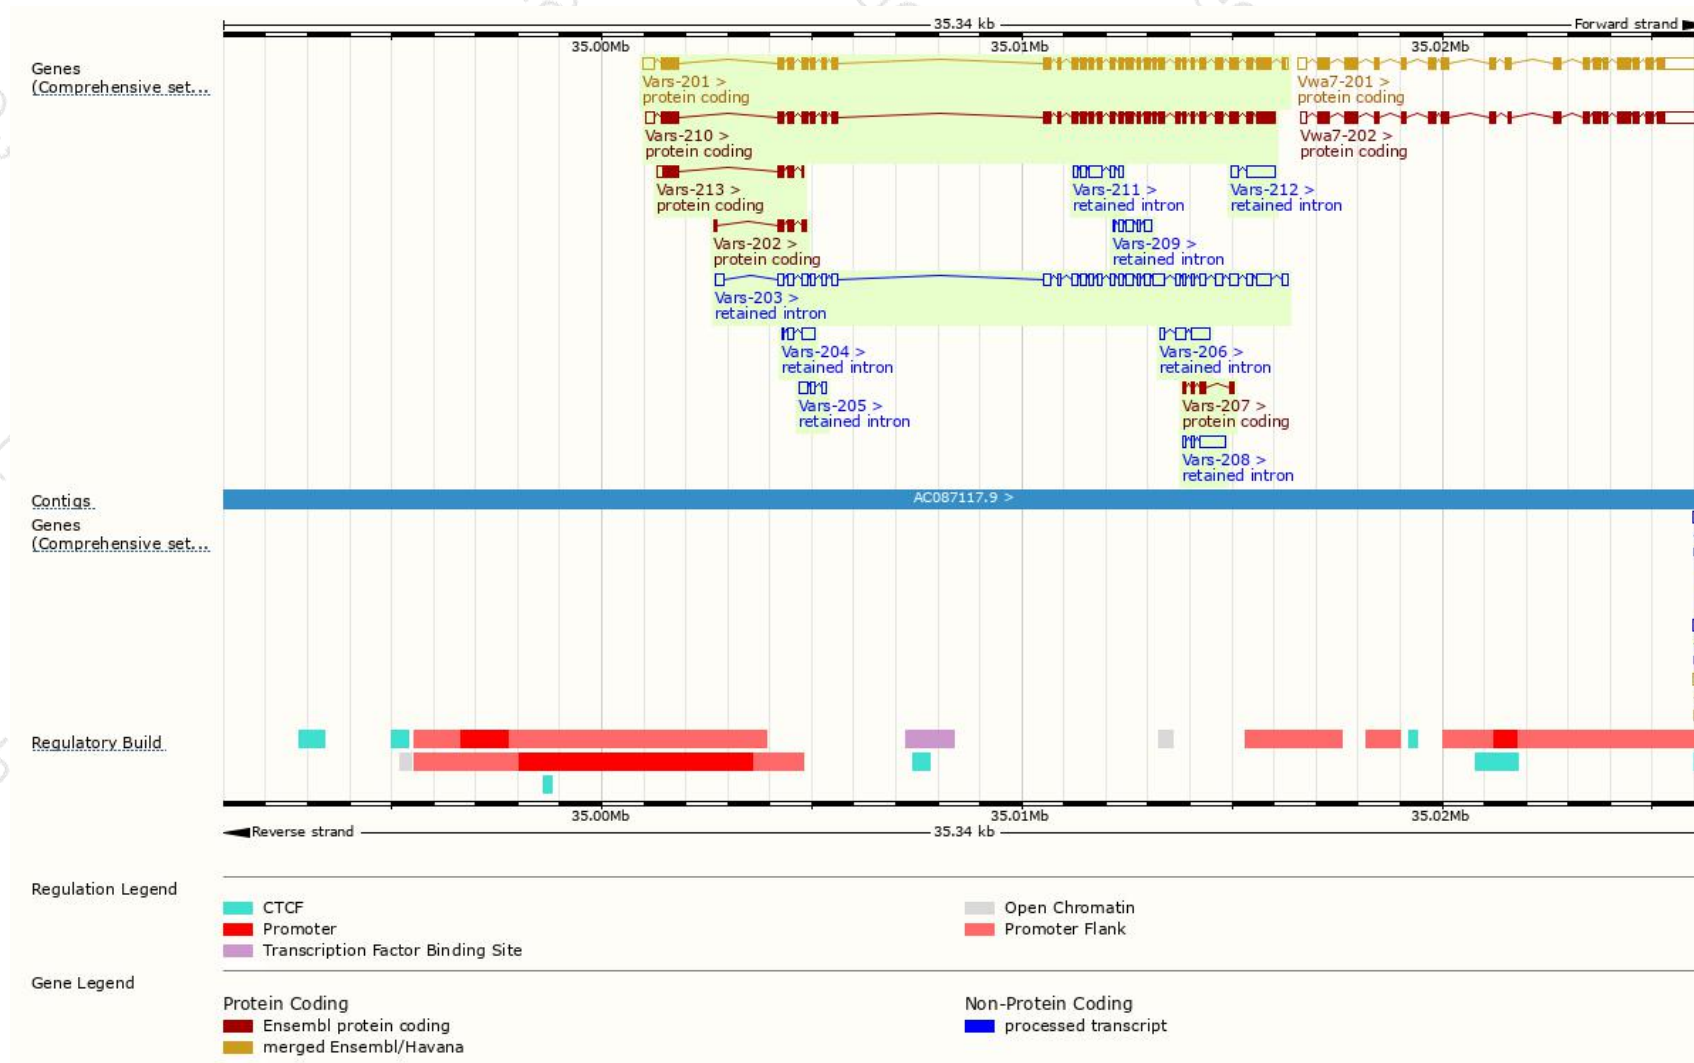 35.34 kb
Forward strand
35.00Mb
35.01Mb
35.02Mb
Genes
(Comprehensive set...
Vars-201 >
protein coding
Vwa7-201 >
protein coding
Vars-210 >
protein coding
Vwa7-202 >
protein coding
Vars-213 >
protein coding
Vars-211 >
retained intron
Vars-212 >
retained intron
Vars-202 >
protein coding
Vars-209 >
retained intron
Vars-203 >
retained intron
Vars-204 >
retained intron
Vars-206 >
retained intron
Vars-205 >
retained intron
Vars-207 >
protein coding
Vars-208 >
retained intron
Contigs
AC087117.9 >
Genes
(Comprehensive set...
Regulatory Build
35.00Mb
35.01Mb
35.02Mb
Reverse strand
35.34 kb
Regulation Legend
CTCF
Open Chromatin
Promoter
Promoter Flank
Transcription Factor Binding Site
Gene Legend
Protein Coding
Non-Protein Coding
Ensembl protein coding
processed transcript
merged Ensembl/Havana